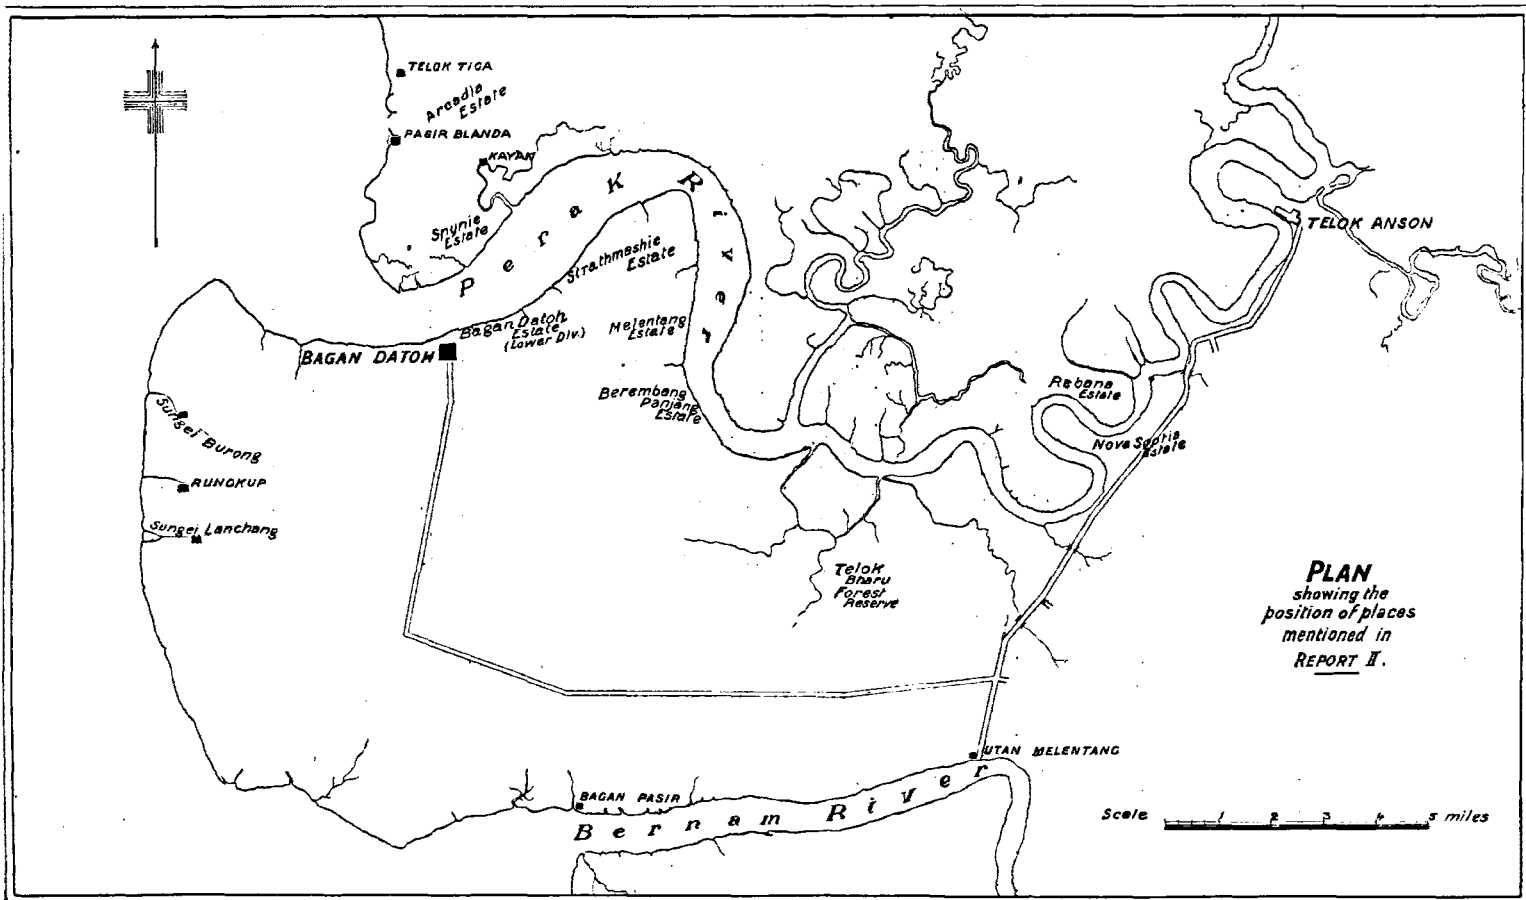 TELOK TIGA
Arcadia
Estate
PASIR BLANDA
KAYAN
Perak River
Spynie
Estate
Strathmashie
Estate
TELOK ANSON
Bagan Datoh
Estate
(Lower Div.)
BAGAN DATOH
Melentang
Estate
Berembang
Panjang
Estate
Rebana
Estate
Nova Scotia
Estate
Sungei Burong
RUNGKUP
Sungei Lanchang
Telok
Bharu
Forest
Reserve
PLAN
showing the
position of places
mentioned in
REPORT II.
UTAN MELENTANG
BAGAN PASIR
Bernam River
Scale 1 2 3 4 5 miles